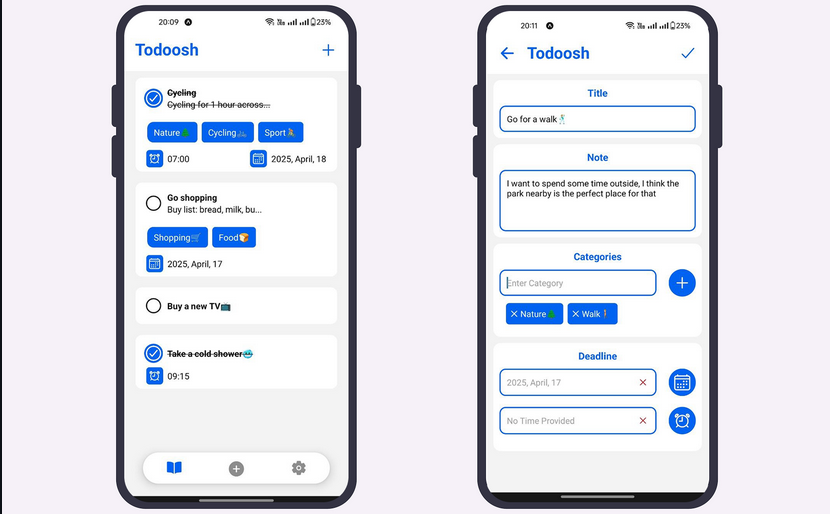 20:09 23%
Todoosh
Cycling
Cycling for 1 hour across...
Nature🌲 Cycling🚲 Sport🚴
07:00 2025, April, 18
Go shopping
Buy list: bread, milk, bu...
Shopping🛒 Food🍞
2025, April, 17
Buy a new TV📺
Take a cold shower🥶
09:15
20:11 23%
Todoosh
Title
Go for a walk🚶
Note
I want to spend some time outside, I think the
park nearby is the perfect place for that
Categories
Enter Category
Nature🌲 Walk🚶
Deadline
2025, April, 17
No Time Provided